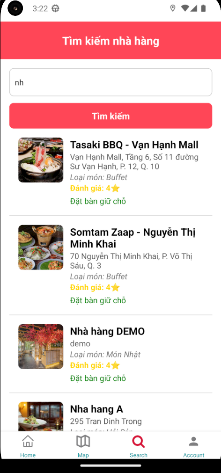 3:22
Tìm kiếm nhà hàng
nh
Tìm kiếm
Tasaki BBQ - Vạn Hạnh Mall
Vạn Hạnh Mall, Tầng 6, Số 11 đường
Sư Vạn Hạnh, P. 12, Q. 10
Loại món: Buffet
Đánh giá: 4⭐
Đặt bàn giữ chỗ
Somtam Zaap - Nguyễn Thị
Minh Khai
70 Nguyễn Thị Minh Khai, P. Võ Thị
Sáu, Q. 3
Loại món: Buffet
Đánh giá: 4⭐
Đặt bàn giữ chỗ
Nhà hàng DEMO
demo
Loại món: Món Nhật
Đánh giá: 4⭐
Đặt bàn giữ chỗ
Nha hang A
295 Tran Dinh Trong
Home
Map
Search
Account